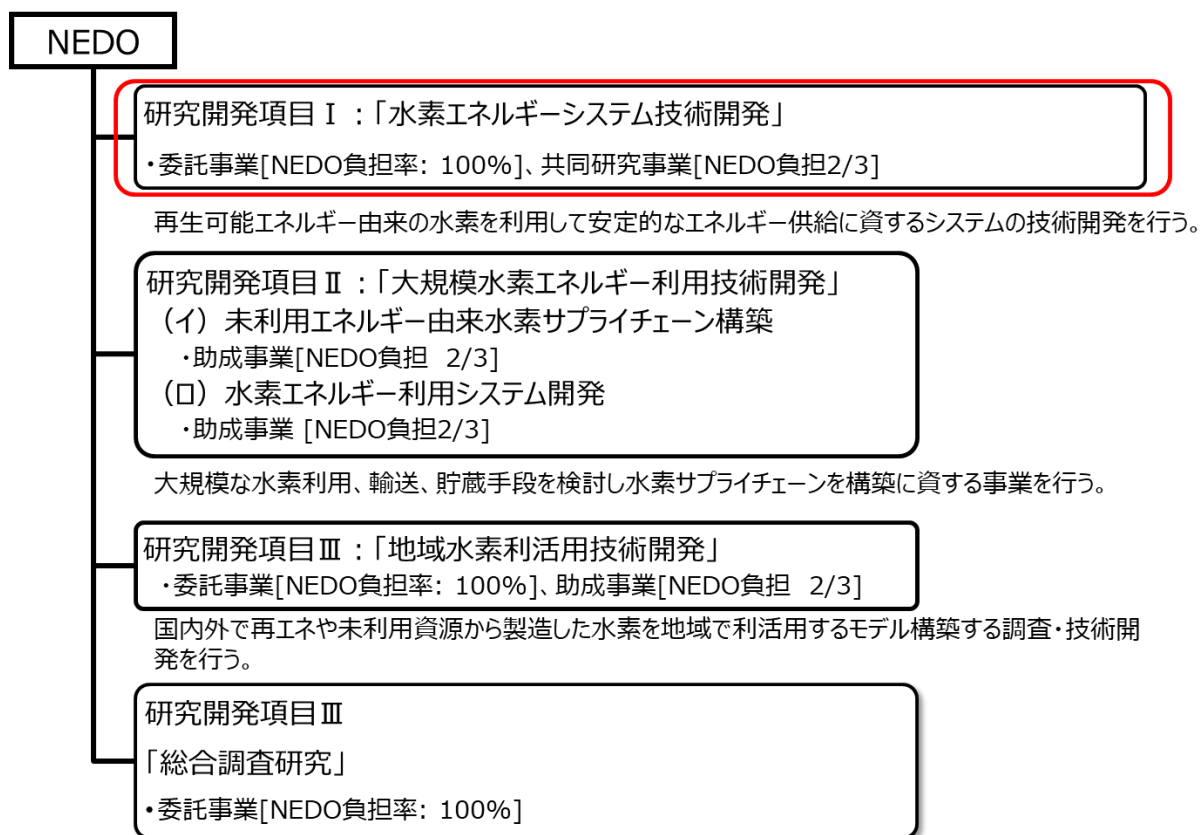 NEDO
研究開発項目Ⅰ:「水素エネルギーシステム技術開発」
・委託事業[NEDO負担率: 100%]、共同研究事業[NEDO負担2/3]
再生可能エネルギー由来の水素を利用して安定的なエネルギー供給に資するシステムの技術開発を行う。
研究開発項目Ⅱ:「大規模水素エネルギー利用技術開発」
(イ) 未利用エネルギー由来水素サプライチェーン構築
・助成事業[NEDO負担 2/3]
(ロ) 水素エネルギー利用システム開発
・助成事業 [NEDO負担2/3]
大規模な水素利用、輸送、貯蔵手段を検討し水素サプライチェーンを構築に資する事業を行う。
研究開発項目Ⅲ:「地域水素利活用技術開発」
・委託事業[NEDO負担率: 100%]、助成事業[NEDO負担 2/3]
国内外で再エネや未利用資源から製造した水素を地域で利活用するモデル構築する調査・技術開
発を行う。
研究開発項目Ⅲ
「総合調査研究」
・委託事業[NEDO負担率: 100%]